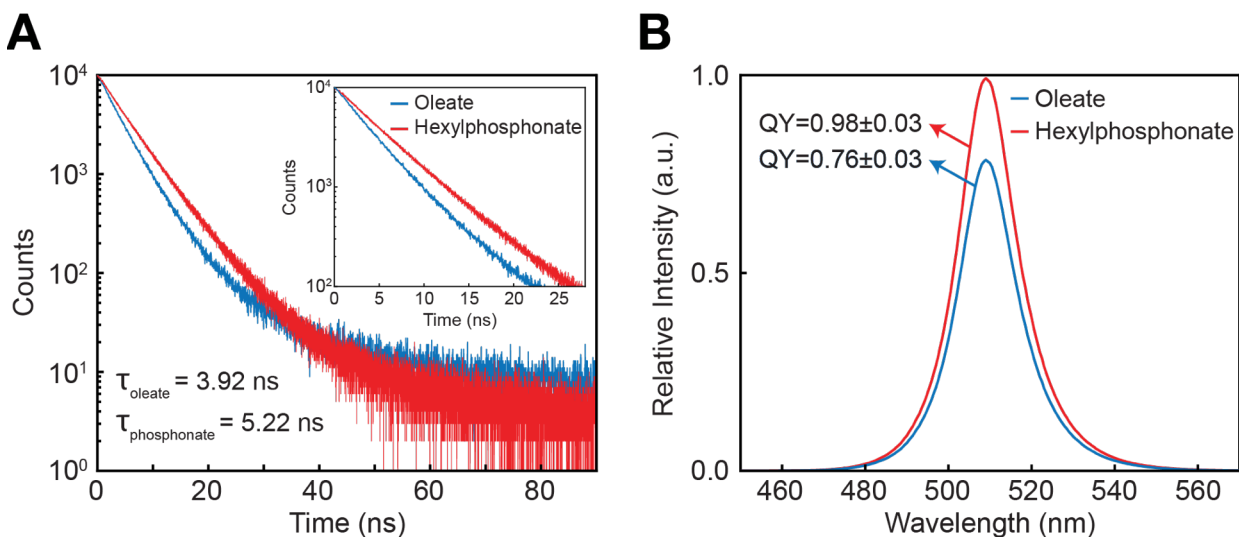 A
10⁴
10³
10²
10¹
10⁰
Counts
0
20
40
60
80
Time (ns)
τoleate = 3.92 ns
τphosphonate = 5.22 ns
10⁴
10³
10²
Counts
0
5
10
15
20
25
Time (ns)
Oleate
Hexylphosphonate
B
1.0
0.5
0.0
Relative Intensity (a.u.)
QY=0.98±0.03
QY=0.76±0.03
Oleate
Hexylphosphonate
460
480
500
520
540
560
Wavelength (nm)